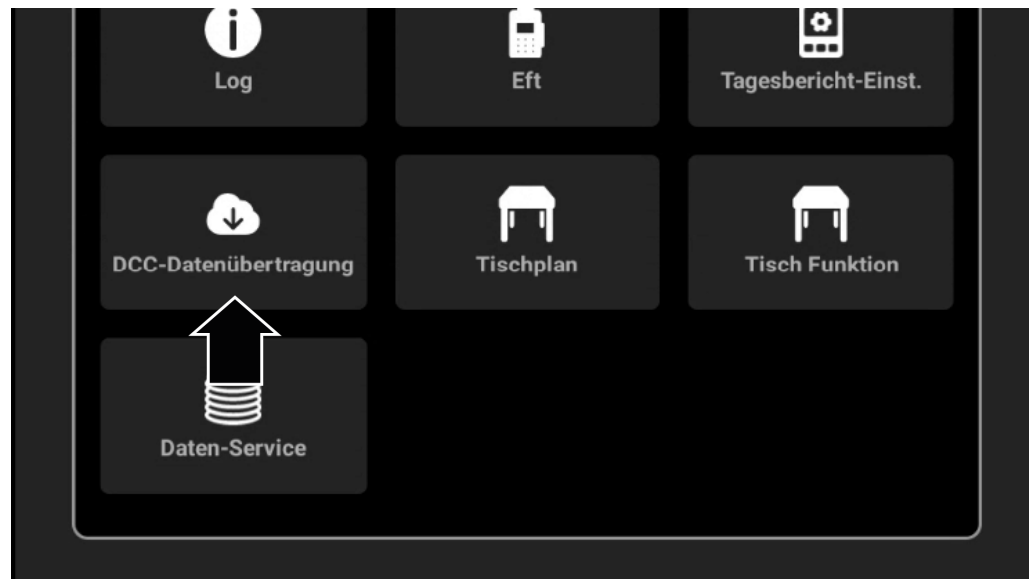 Log
Eft
Tagesbericht-Einst.
DCC-Datenübertragung
Tischplan
Tisch Funktion
Daten-Service